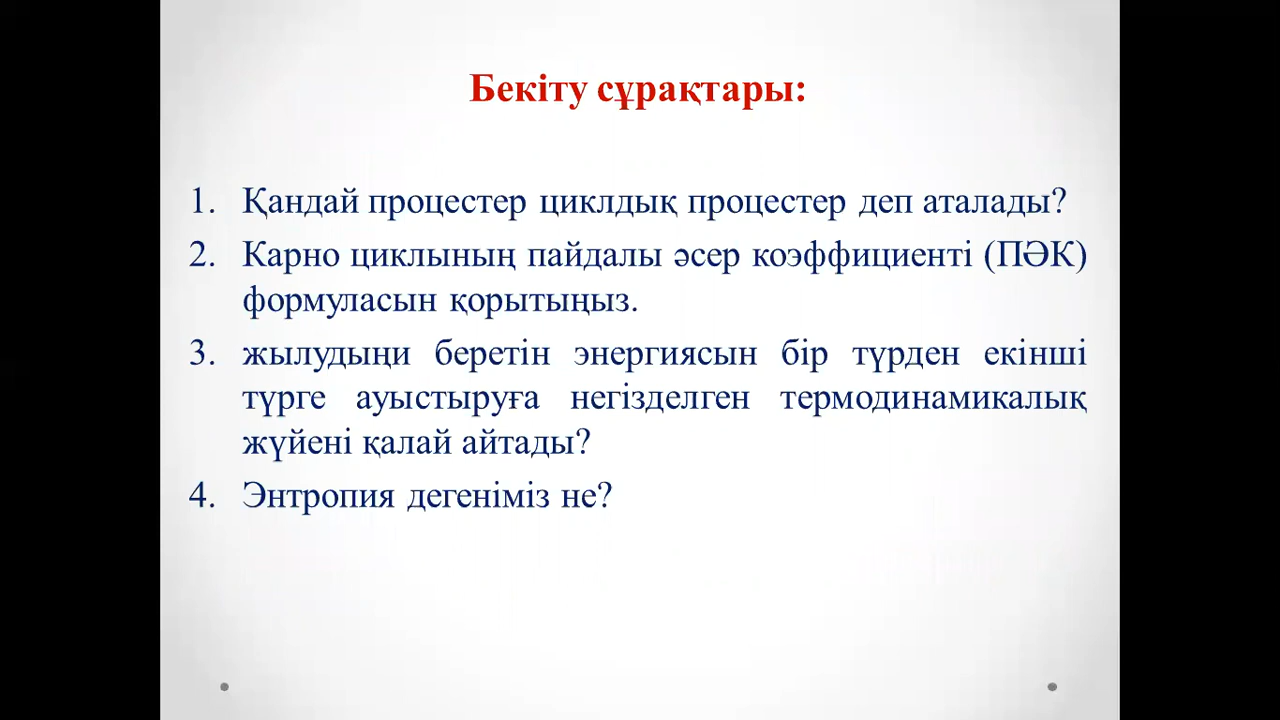 Бекіту сұрақтары:
1. Қандай процестер циклдық процестер деп аталады?
2. Карно циклының пайдалы әсер коэффициенті (ПӘК)
формуласын қорытыңыз.
3. жылудыңи беретін энергиясын бір түрден екінші
түрге ауыстыруға негізделген термодинамикалық
жүйені қалай айтады?
4. Энтропия дегеніміз не?